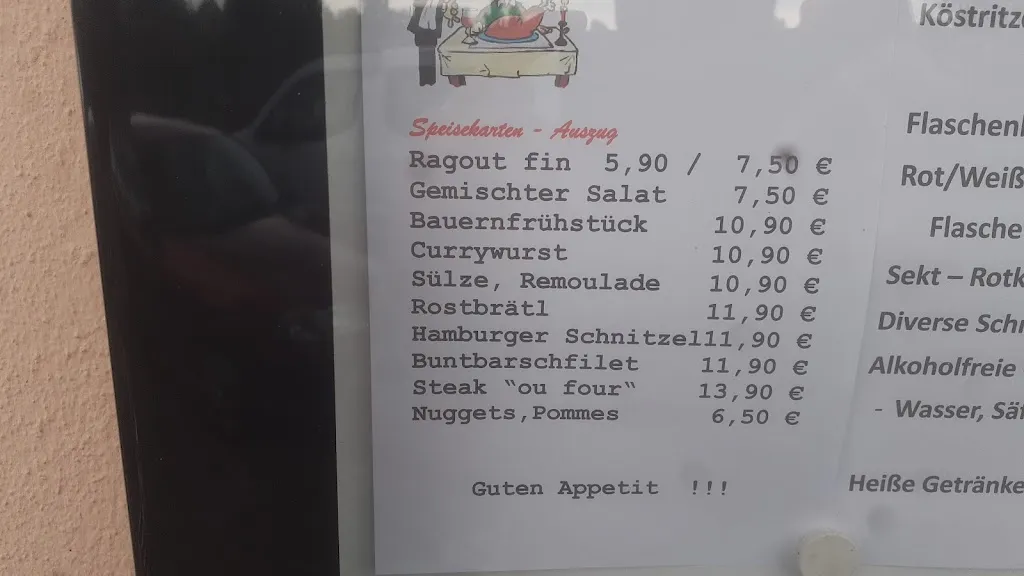 Speisekarten - Auszug
Ragout fin 5,90 / 7,50 €
Gemischter Salat 7,50 €
Bauernfrühstück 10,90 €
Currywurst 10,90 €
Sülze, Remoulade 10,90 €
Rostbrätl 11,90 €
Hamburger Schnitzel11,90 €
Buntbarschfilet 11,90 €
Steak “ou four“ 13,90 €
Nuggets,Pommes 6,50 €
Guten Appetit !!!
Rot/Weiß
Flasche
Sekt –
Diverse
Alkoholfreie
- Wasser,
Heiße Getränke